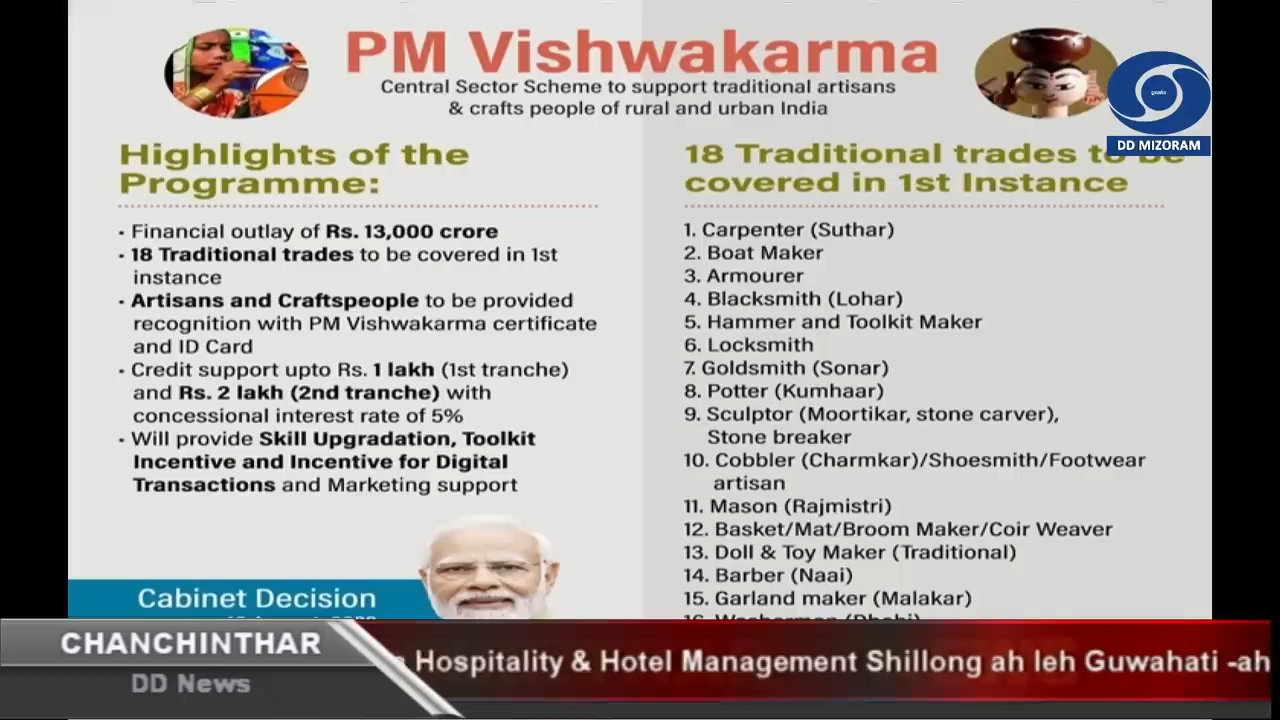 PM Vishwakarma
Central Sector Scheme to support traditional artisans
& crafts people of rural and urban India
DD MIZORAM
Highlights of the
Programme:
• Financial outlay of Rs. 13,000 crore
• 18 Traditional trades to be covered in 1st
instance
• Artisans and Craftspeople to be provided
recognition with PM Vishwakarma certificate
and ID Card
• Credit support upto Rs. 1 lakh (1st tranche)
and Rs. 2 lakh (2nd tranche) with
concessional interest rate of 5%
• Will provide Skill Upgradation, Toolkit
Incentive and Incentive for Digital
Transactions and Marketing support
Cabinet Decision
18 Traditional trades to be
covered in 1st Instance
1. Carpenter (Suthar)
2. Boat Maker
3. Armourer
4. Blacksmith (Lohar)
5. Hammer and Toolkit Maker
6. Locksmith
7. Goldsmith (Sonar)
8. Potter (Kumhaar)
9. Sculptor (Moortikar, stone carver),
Stone breaker
10. Cobbler (Charmkar)/Shoesmith/Footwear
artisan
11. Mason (Rajmistri)
12. Basket/Mat/Broom Maker/Coir Weaver
13. Doll & Toy Maker (Traditional)
14. Barber (Naai)
15. Garland maker (Malakar)
CHANCHINTHAR
DD News
Hospitality & Hotel Management Shillong ah leh Guwahati -ah